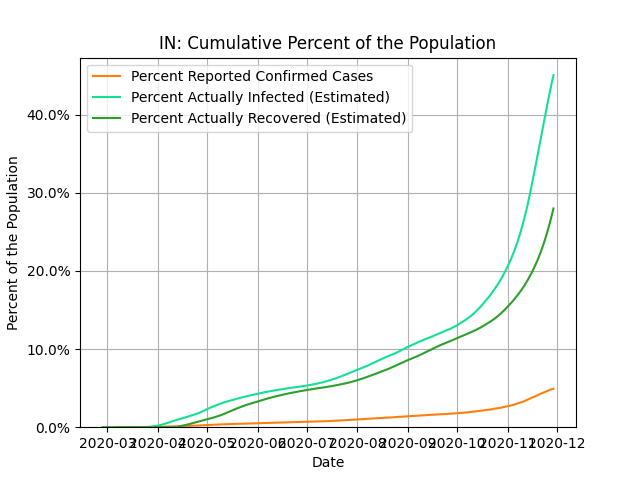 IN: Cumulative Percent of the Population
Percent Reported Confirmed Cases
Percent Actually Infected (Estimated)
Percent Actually Recovered (Estimated)
Percent of the Population
40.0%
30.0%
20.0%
10.0%
0.0%
2020-03 2020-04 2020-05 2020-06 2020-07 2020-08 2020-09 2020-10 2020-11 2020-12
Date